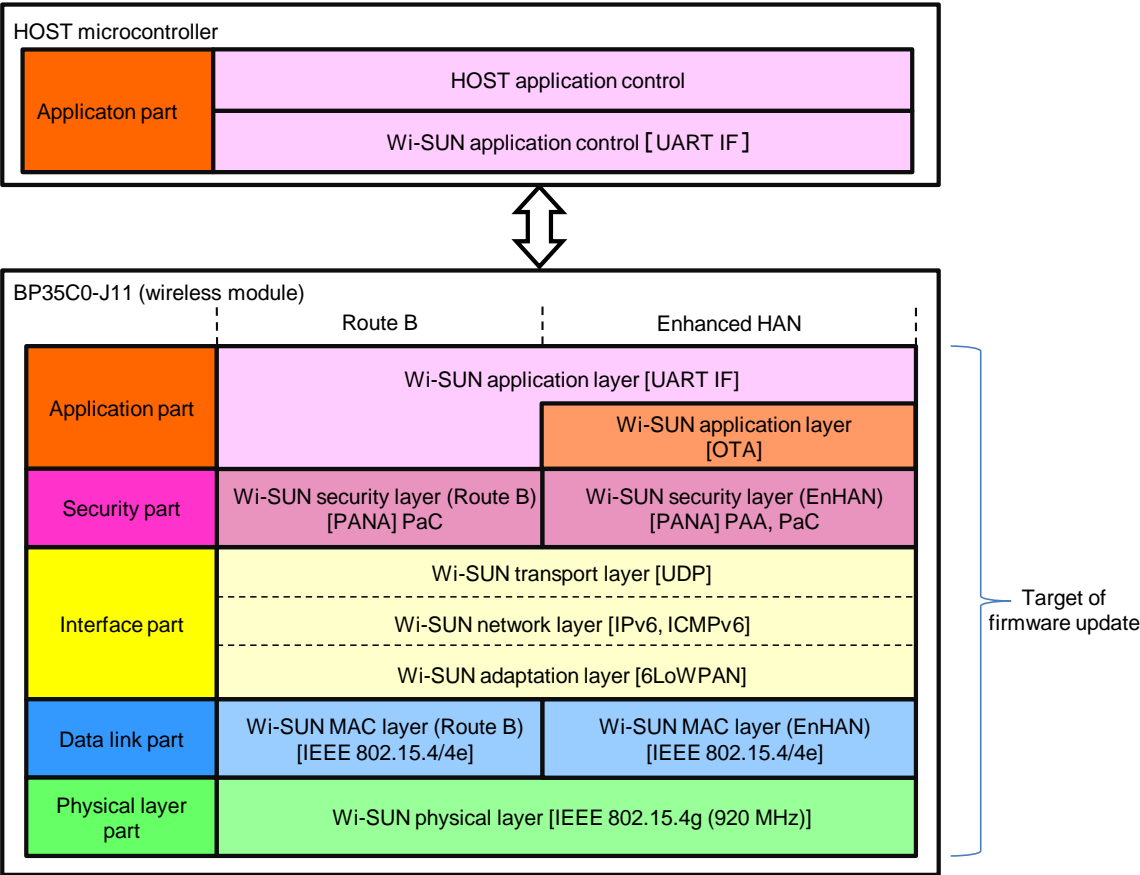 HOST microcontroller
Applicaton part
HOST application control
Wi-SUN application control [UART IF]
BP35C0-J11 (wireless module)
Route B
Enhanced HAN
Application part
Wi-SUN application layer [UART IF]
Wi-SUN application layer
[OTA]
Security part
Wi-SUN security layer (Route B)
[PANA] PaC
Wi-SUN security layer (EnHAN)
[PANA] PAA, PaC
Interface part
Wi-SUN transport layer [UDP]
Wi-SUN network layer [IPv6, ICMPv6]
Wi-SUN adaptation layer [6LoWPAN]
Data link part
Wi-SUN MAC layer (Route B)
[IEEE 802.15.4/4e]
Wi-SUN MAC layer (EnHAN)
[IEEE 802.15.4/4e]
Physical layer
part
Wi-SUN physical layer [IEEE 802.15.4g (920 MHz)]
Target of
firmware update